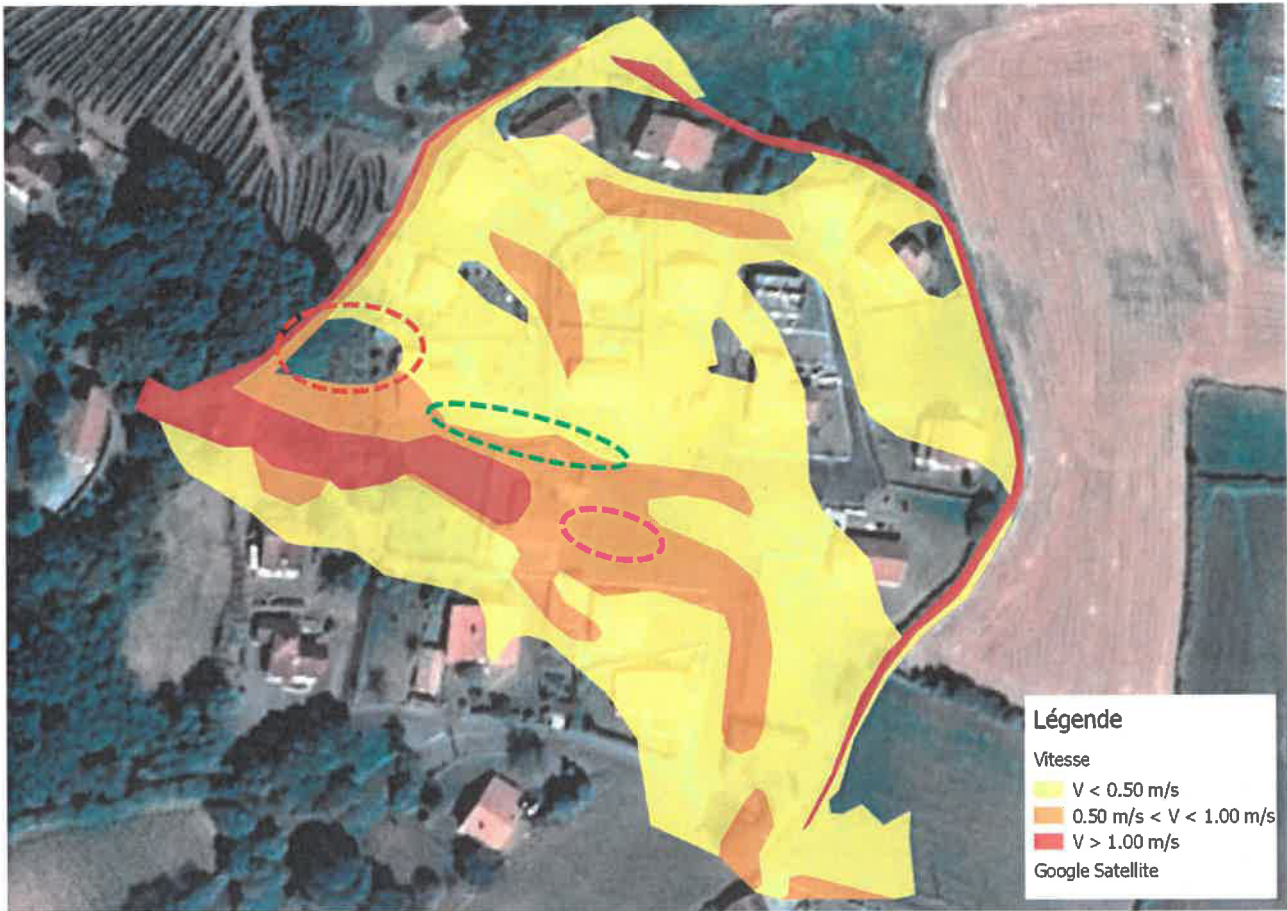 Légende
Vitesse
V < 0.50 m/s
0.50 m/s < V < 1.00 m/s
V > 1.00 m/s
Google Satellite